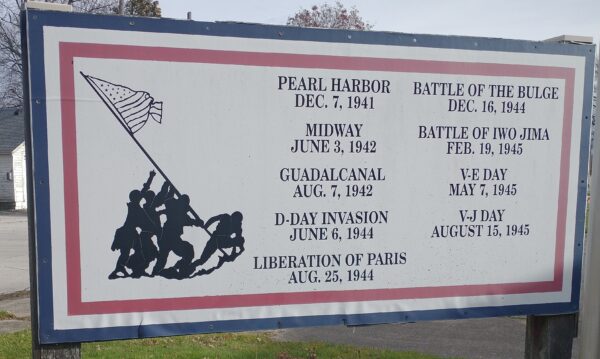 PEARL HARBOR
DEC. 7, 1941
MIDWAY
JUNE 3, 1942
GUADALCANAL
AUG. 7, 1942
D-DAY INVASION
JUNE 6, 1944
LIBERATION OF PARIS
AUG. 25, 1944
BATTLE OF THE BULGE
DEC. 16, 1944
BATTLE OF IWO JIMA
FEB. 19, 1945
V-E DAY
MAY 7, 1945
V-J DAY
AUGUST 15, 1945